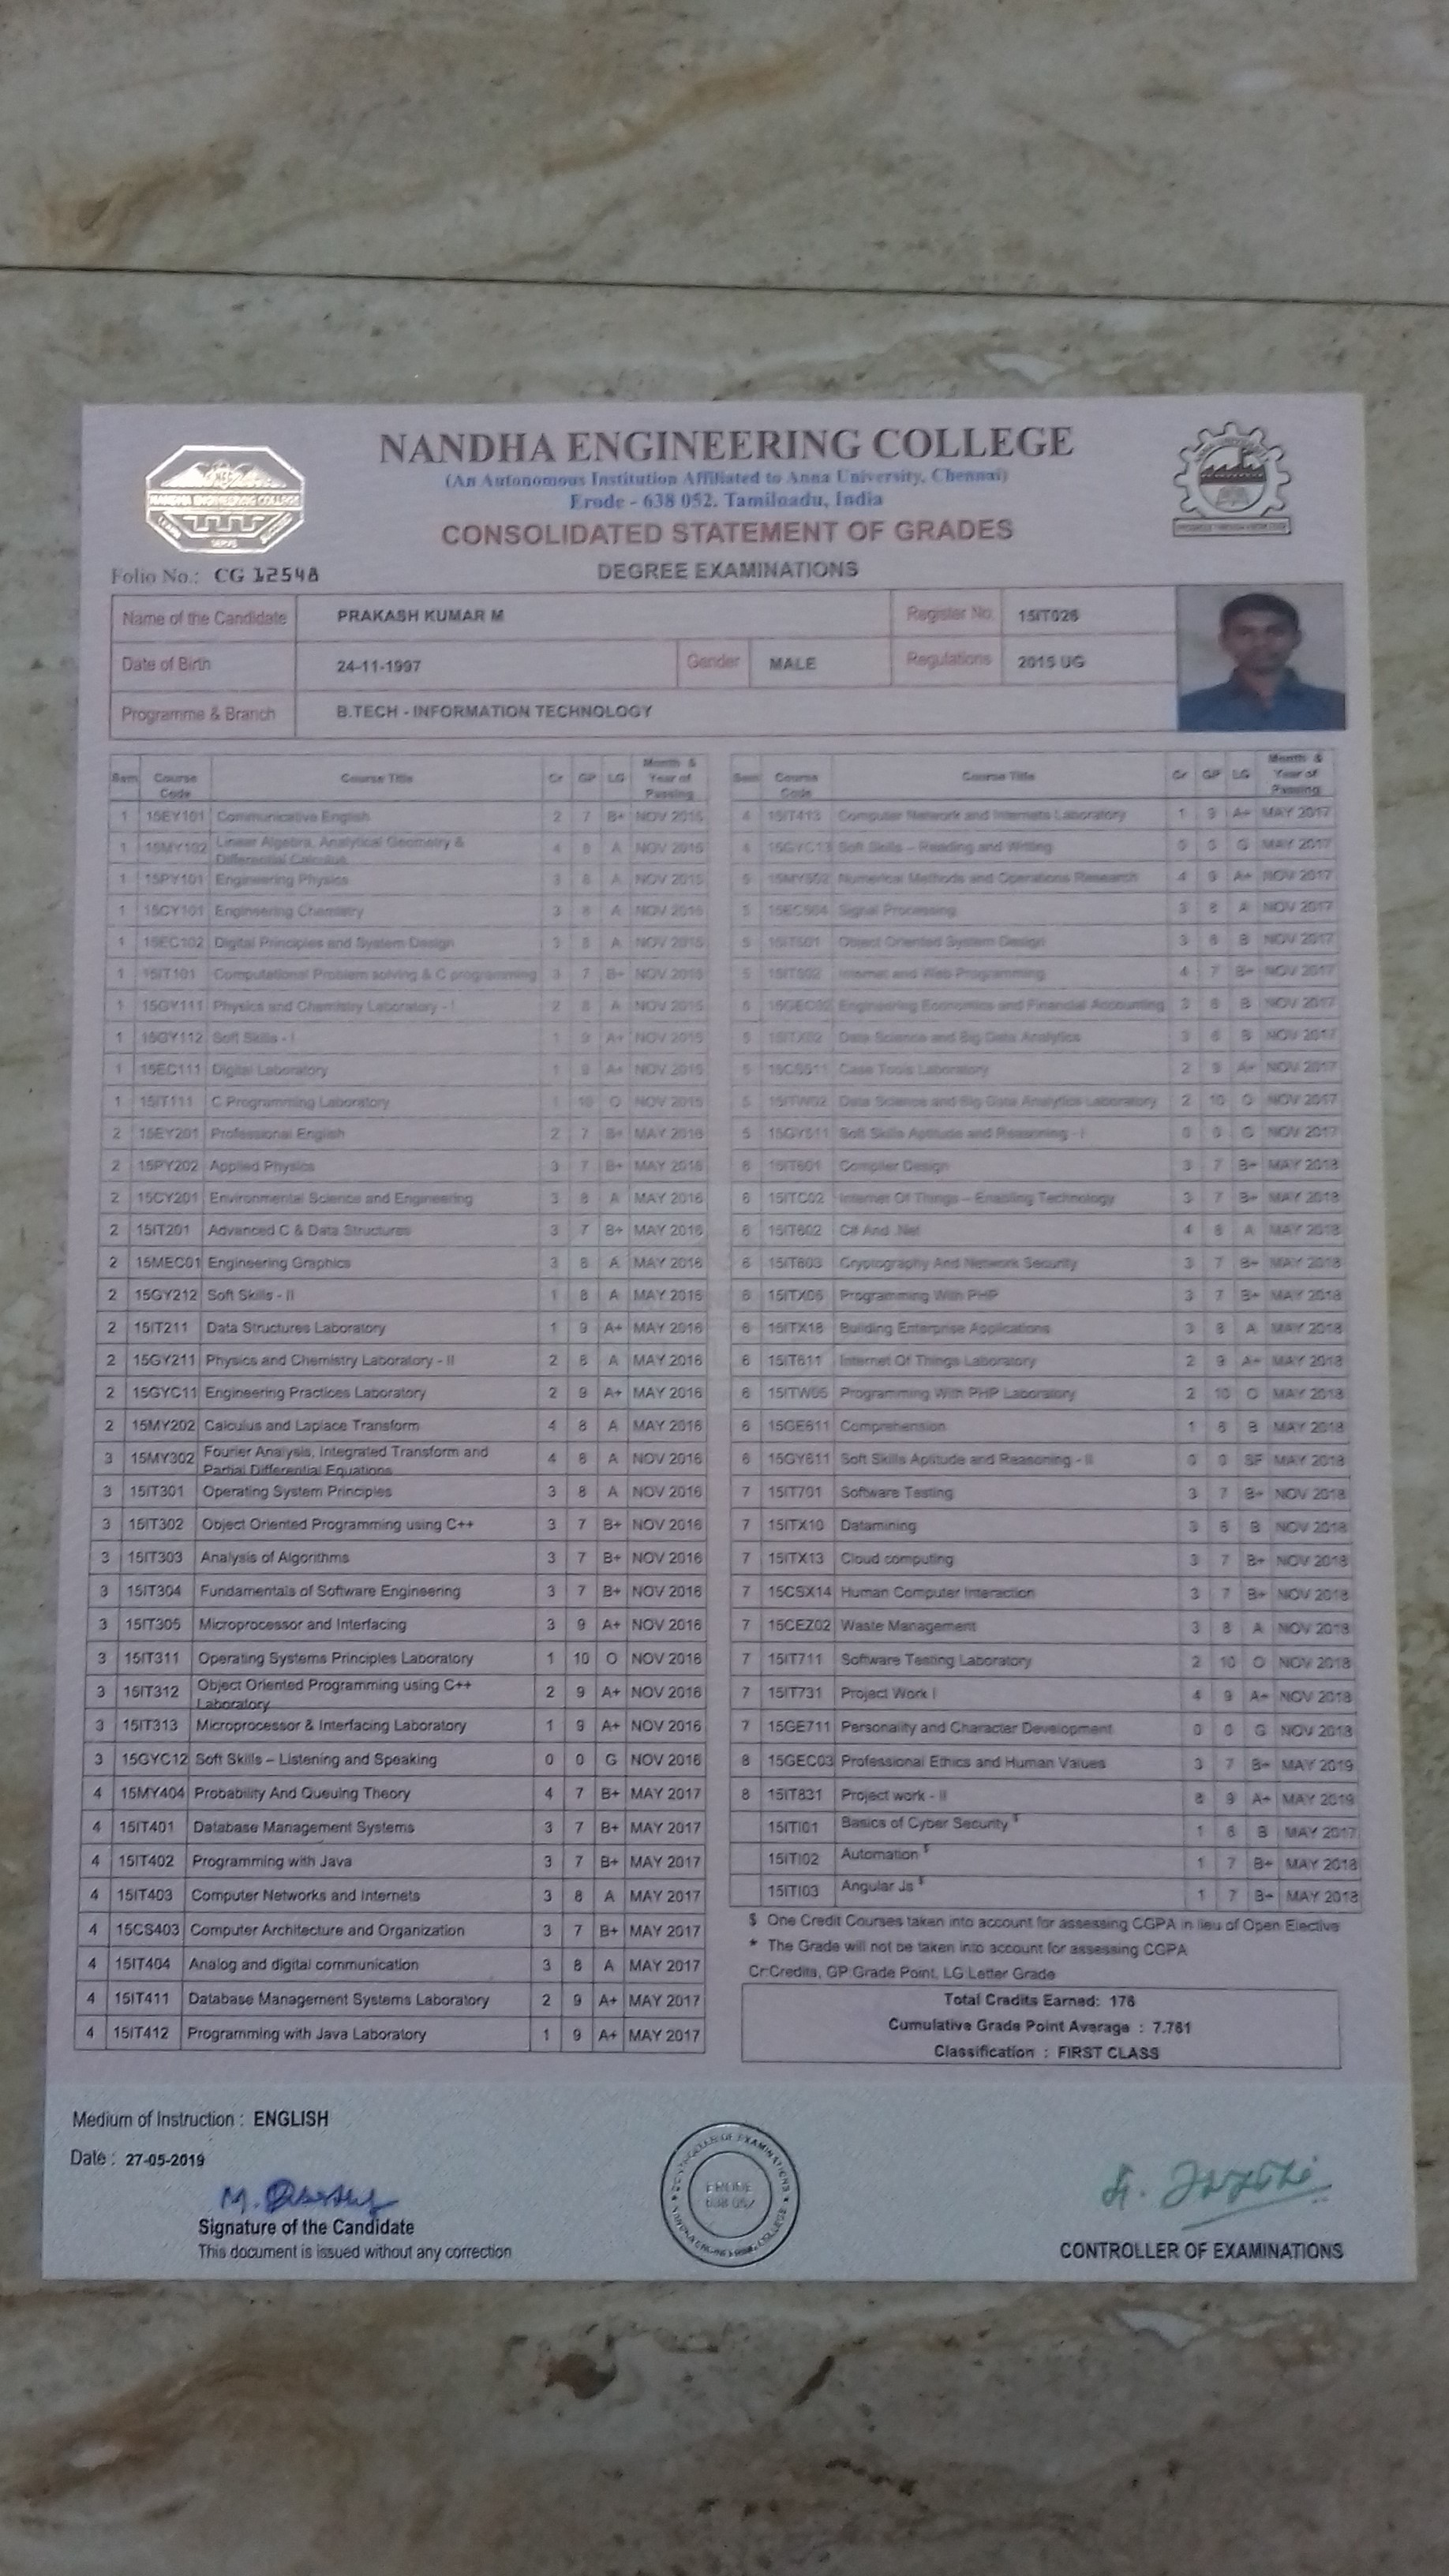 NANDHA ENGINEERING COLLEGE
(An Autonomous Institution Affiliated to Anna University, Chennai)
Erode - 638 052, Tamilnadu, India
CONSOLIDATED STATEMENT OF GRADES
Folio No.: CG 12548
DEGREE EXAMINATIONS
NANDHA ENGINEERING COLLEGE
LEARN SERVE SUCCEED
PROGRESS THROUGH KNOWLEDGE
Name of the Candidate PRAKASH KUMAR M Register No. 15IT026
Date of Birth 24-11-1997 Gender MALE Regulations 2015 UG
Programme & Branch B.TECH - INFORMATION TECHNOLOGY
Sem Course Code Course Title Cr GP LG Month & Year of Passing
1 15EY101 Communicative English 2 7 B+ NOV 2015
1 15MY102 Linear Algebra, Analytical Geometry & Differential Calculus 4 8 A NOV 2015
1 15PY101 Engineering Physics 3 8 A NOV 2015
1 15CY101 Engineering Chemistry 3 8 A NOV 2015
1 15EC102 Digital Principles and System Design 3 8 A NOV 2015
1 15IT101 Computational Problem solving & C programming 3 7 B+ NOV 2015
1 15GY111 Physics and Chemistry Laboratory - I 2 8 A NOV 2015
1 15GY112 Soft Skills - I 1 9 A+ NOV 2015
1 15EC111 Digital Laboratory 1 9 A+ NOV 2015
1 15IT111 C Programming Laboratory 1 10 O NOV 2015
2 15EY201 Professional English 2 7 B+ MAY 2016
2 15PY202 Applied Physics 3 7 B+ MAY 2016
2 15CY201 Environmental Science and Engineering 3 8 A MAY 2016
2 15IT201 Advanced C & Data Structures 3 7 B+ MAY 2016
2 15MEC01 Engineering Graphics 3 8 A MAY 2016
2 15GY212 Soft Skills - II 1 8 A MAY 2016
2 15IT211 Data Structures Laboratory 1 9 A+ MAY 2016
2 15GY211 Physics and Chemistry Laboratory - II 2 8 A MAY 2016
2 15GYC11 Engineering Practices Laboratory 2 9 A+ MAY 2016
2 15MY202 Calculus and Laplace Transform 4 8 A MAY 2016
3 15MY302 Fourier Analysis, Integrated Transform and Partial Differential Equations 4 8 A NOV 2016
3 15IT301 Operating System Principles 3 8 A NOV 2016
3 15IT302 Object Oriented Programming using C++ 3 7 B+ NOV 2016
3 15IT303 Analysis of Algorithms 3 7 B+ NOV 2016
3 15IT304 Fundamentals of Software Engineering 3 7 B+ NOV 2016
3 15IT305 Microprocessor and Interfacing 3 9 A+ NOV 2016
3 15IT311 Operating Systems Principles Laboratory 1 10 O NOV 2016
3 15IT312 Object Oriented Programming using C++ Laboratory 2 9 A+ NOV 2016
3 15IT313 Microprocessor & Interfacing Laboratory 1 9 A+ NOV 2016
3 15GYC12 Soft Skills – Listening and Speaking 0 0 G NOV 2016
4 15MY404 Probability And Queuing Theory 4 7 B+ MAY 2017
4 15IT401 Database Management Systems 3 7 B+ MAY 2017
4 15IT402 Programming with Java 3 7 B+ MAY 2017
4 15IT403 Computer Networks and Internets 3 8 A MAY 2017
4 15CS403 Computer Architecture and Organization 3 7 B+ MAY 2017
4 15IT404 Analog and digital communication 3 8 A MAY 2017
4 15IT411 Database Management Systems Laboratory 2 9 A+ MAY 2017
4 15IT412 Programming with Java Laboratory 1 9 A+ MAY 2017
Sem Course Code Course Title Cr GP LG Month & Year of Passing
4 15IT413 Computer Network and Internets Laboratory 1 9 A+ MAY 2017
4 15GYC13 Soft Skills – Reading and Writing 0 0 G MAY 2017
5 15MY502 Numerical Methods and Operations Research 4 9 A+ NOV 2017
5 15EC504 Signal Processing 3 8 A NOV 2017
5 15IT501 Object Oriented System Design 3 6 B NOV 2017
5 15IT502 Internet and Web Programming 4 7 B+ NOV 2017
5 15GEC02 Engineering Economics and Financial Accounting 3 6 B NOV 2017
5 15ITX02 Data Science and Big Data Analytics 3 6 B NOV 2017
5 15CS511 Case Tools Laboratory 2 9 A+ NOV 2017
5 15ITW02 Data Science and Big Data Analytics Laboratory 2 10 O NOV 2017
5 15GY511 Soft Skills Aptitude and Reasoning - I 0 0 G NOV 2017
6 15IT601 Compiler Design 3 7 B+ MAY 2018
6 15ITC02 Internet Of Things – Enabling Technology 3 7 B+ MAY 2018
6 15IT602 C# And .Net 4 8 A MAY 2018
6 15IT603 Cryptography And Network Security 3 7 B+ MAY 2018
6 15ITX06 Programming With PHP 3 7 B+ MAY 2018
6 15ITX18 Building Enterprise Applications 3 8 A MAY 2018
6 15IT611 Internet Of Things Laboratory 2 9 A+ MAY 2018
6 15ITW05 Programming With PHP Laboratory 2 10 O MAY 2018
6 15GE611 Comprehension 1 6 B MAY 2018
6 15GY611 Soft Skills Aptitude and Reasoning - II 0 0 SF MAY 2018
7 15IT701 Software Testing 3 7 B+ NOV 2018
7 15ITX10 Datamining 3 6 B NOV 2018
7 15ITX13 Cloud computing 3 7 B+ NOV 2018
7 15CSX14 Human Computer Interaction 3 7 B+ NOV 2018
7 15CEZ02 Waste Management 3 8 A NOV 2018
7 15IT711 Software Testing Laboratory 2 10 O NOV 2018
7 15IT731 Project Work I 4 9 A+ NOV 2018
7 15GE711 Personality and Character Development 0 0 G NOV 2018
8 15GEC03 Professional Ethics and Human Values 3 7 B+ MAY 2019
8 15IT831 Project work - II 8 9 A+ MAY 2019
15ITI01 Basics of Cyber Security $ 1 6 B MAY 2017
15ITI02 Automation $ 1 7 B+ MAY 2018
15ITI03 Angular Js $ 1 7 B+ MAY 2018
$ One Credit Courses taken into account for assessing CGPA in lieu of Open Elective
* The Grade will not be taken into account for assessing CGPA
Cr:Credits, GP:Grade Point, LG:Letter Grade
Total Credits Earned: 176
Cumulative Grade Point Average : 7.761
Classification : FIRST CLASS
Medium of Instruction : ENGLISH
Date : 27-05-2019
Signature of the Candidate
This document is issued without any correction
CONTROLLER OF EXAMINATIONS
ERODE
638 052
NANDHA ENGINEERING COLLEGE
CONTROLLER OF EXAMINATIONS